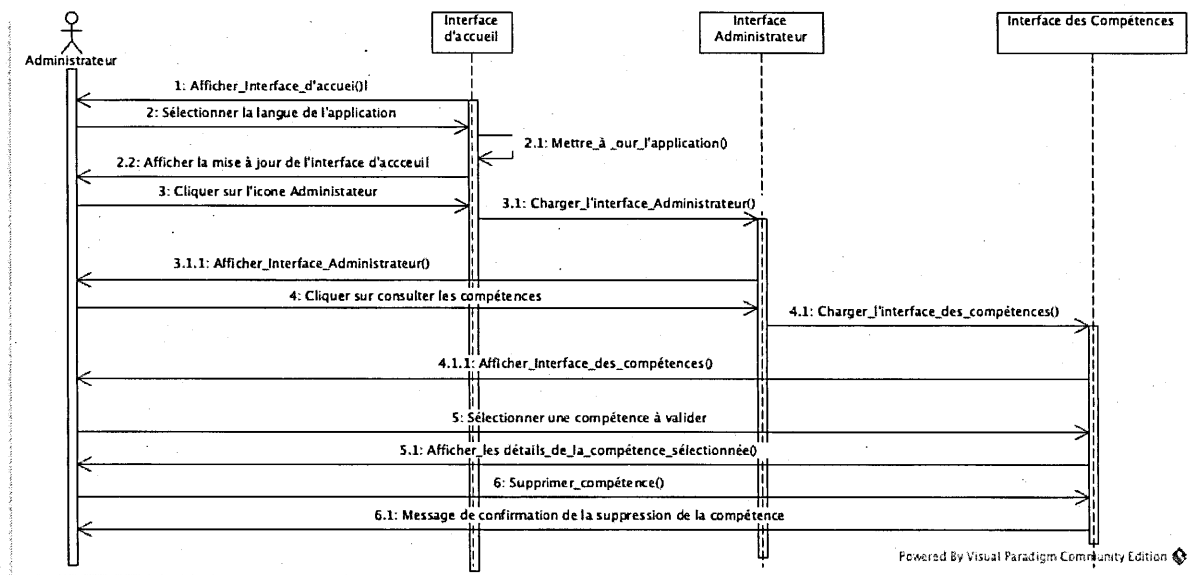 Interface
d'accueil
Interface
Administrateur
Interface des Compétences
Administrateur
1: Afficher_Interface_d'accuei()l
2: Sélectionner la langue de l'application
2.1: Mettre_à _our_l'application()
2.2: Afficher la mise à jour de l'interface d'accceuil
3: Cliquer sur l'icone Administateur
3.1: Charger_l'interface_Administrateur()
3.1.1: Afficher_Interface_Administrateur()
4: Cliquer sur consulter les compétences
4.1: Charger_l'interface_des_compétences()
4.1.1: Afficher_Interface_des_compétences()
5: Sélectionner une compétence à valider
5.1: Afficher_les détails_de_la_compétence_sélectionnée()
6: Supprimer_compétence()
6.1: Message de confirmation de la suppression de la compétence
Powered By Visual Paradigm Community Edition